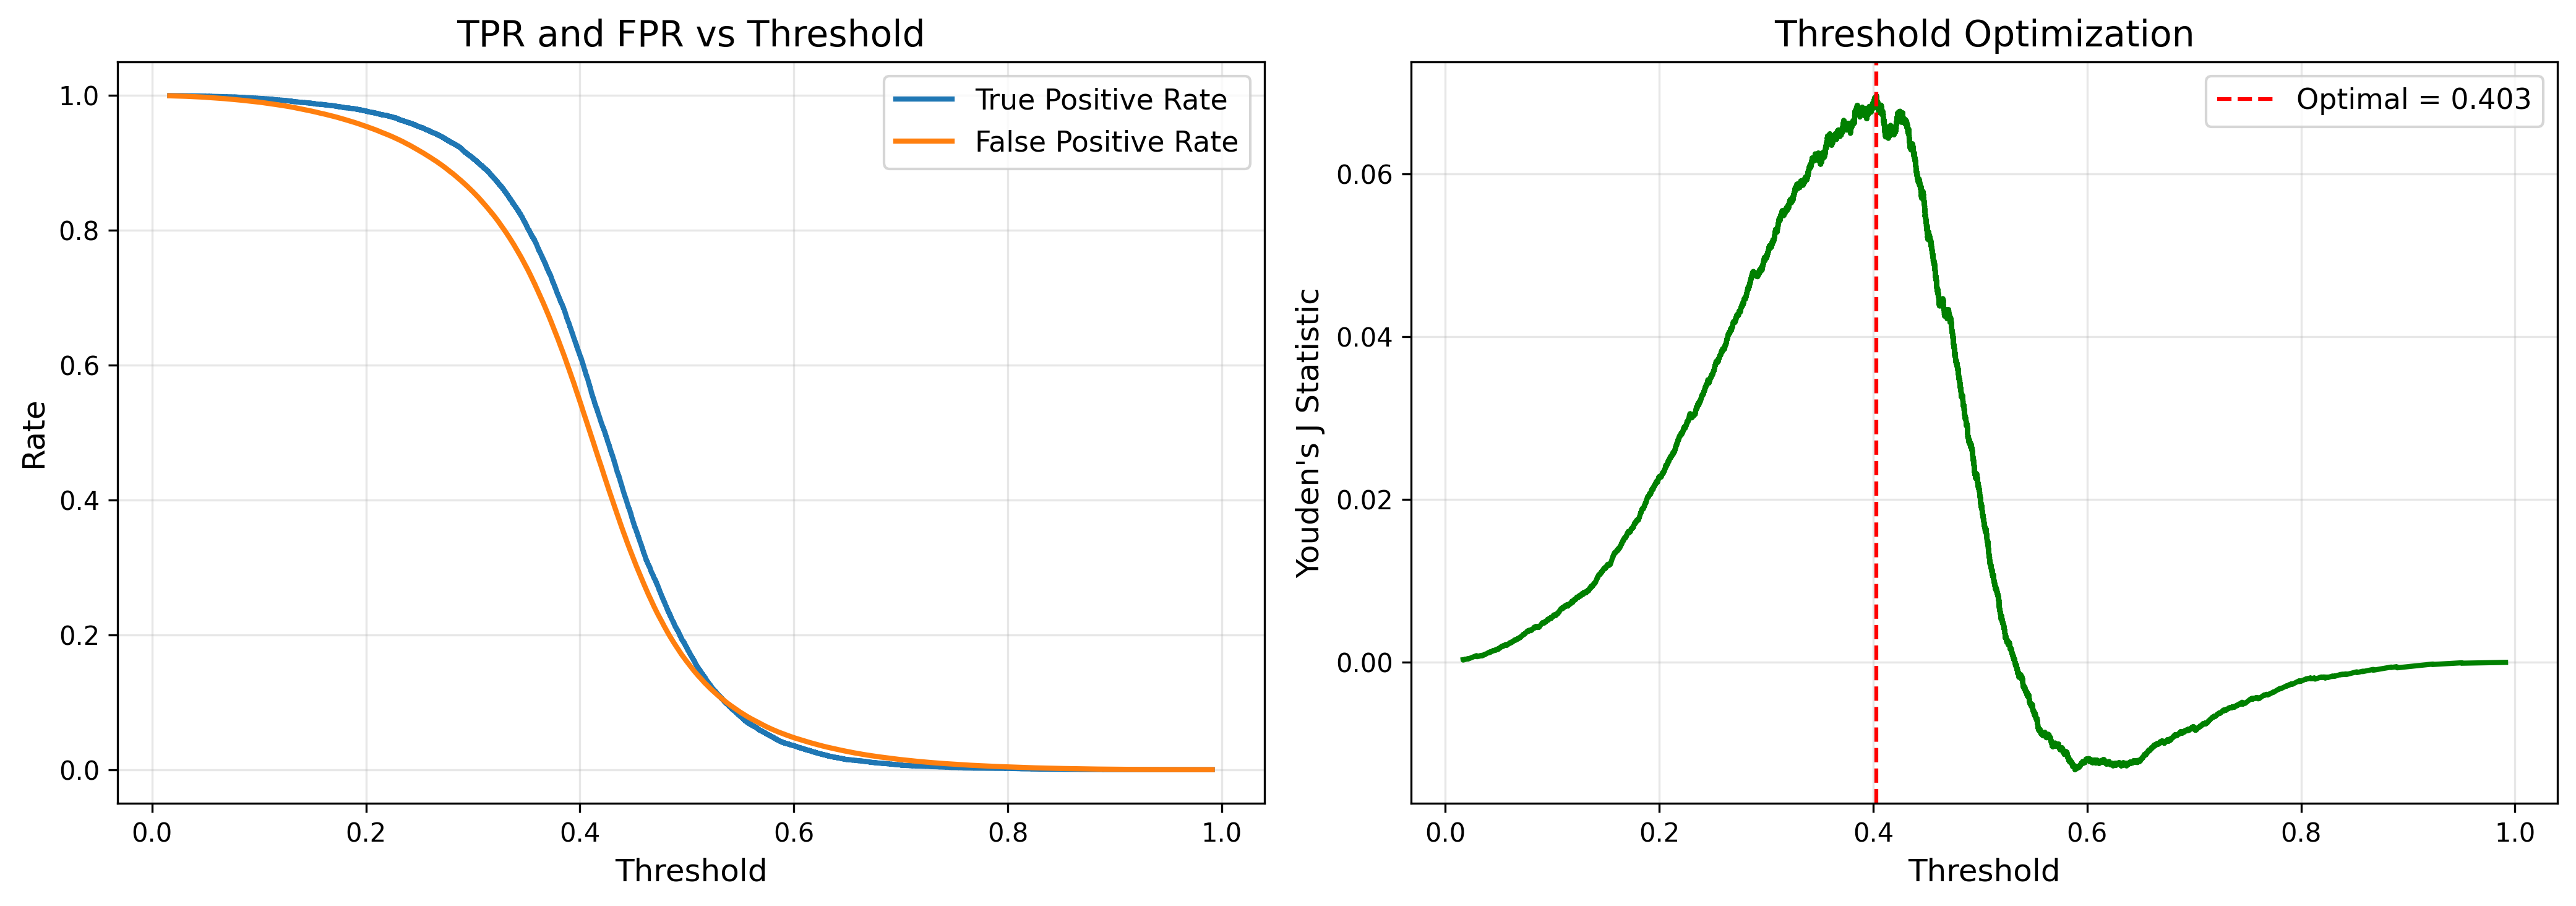 TPR and FPR vs Threshold
True Positive Rate
False Positive Rate
Rate
1.0
0.8
0.6
0.4
0.2
0.0
0.0 0.2 0.4 0.6 0.8 1.0
Threshold
Threshold Optimization
Optimal = 0.403
Youden's J Statistic
0.06
0.04
0.02
0.00
0.0 0.2 0.4 0.6 0.8 1.0
Threshold